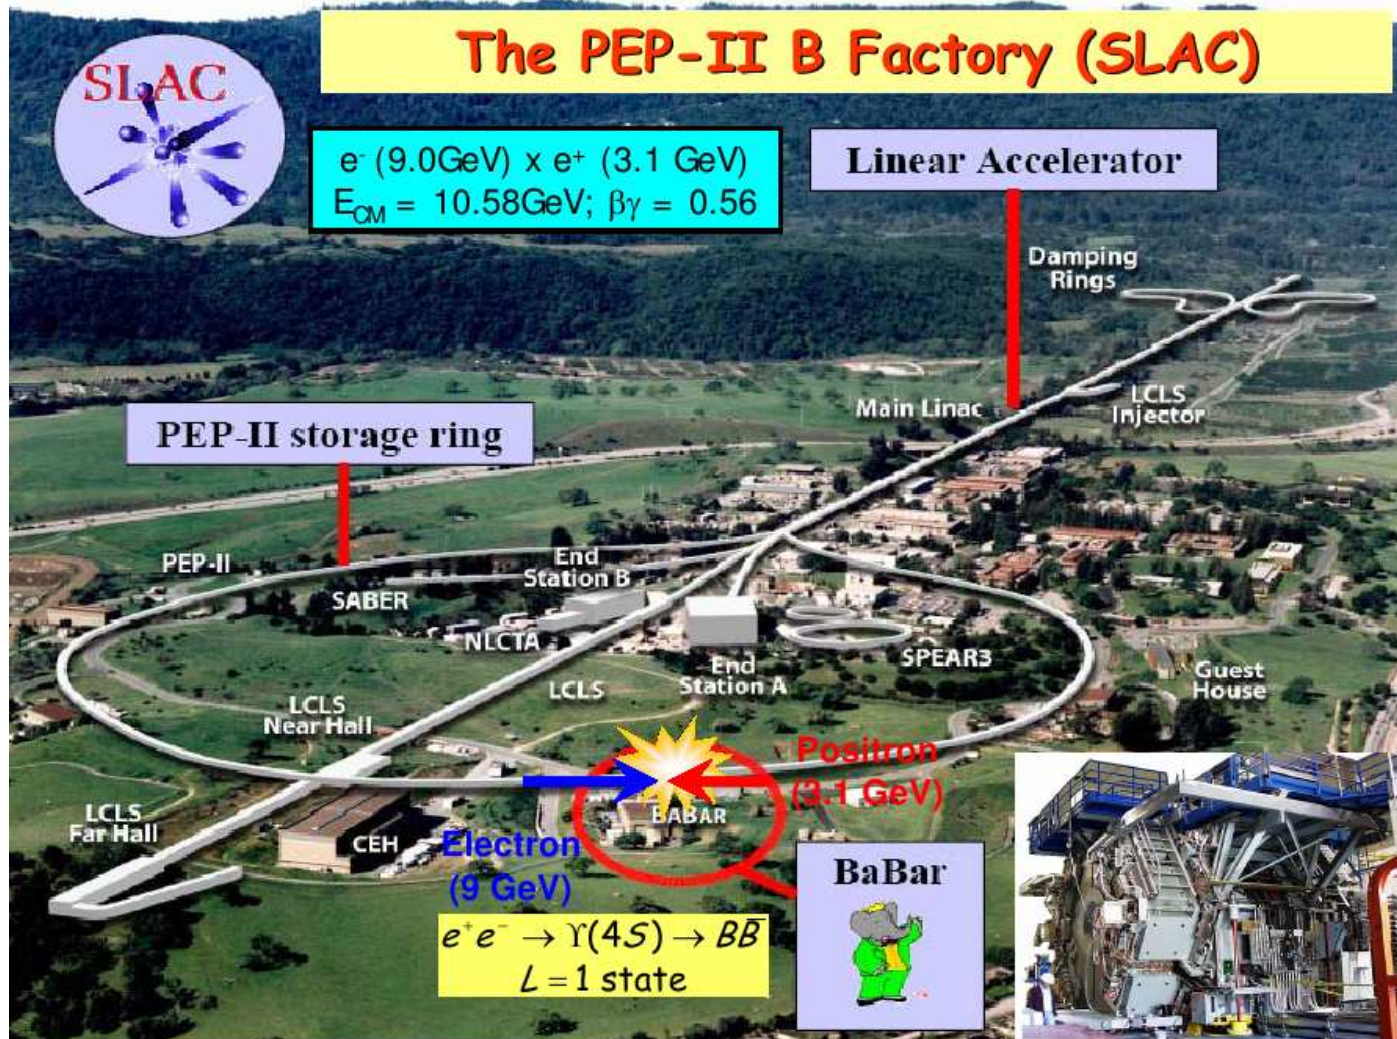 The PEP-II B Factory (SLAC)
SLAC
e⁻ (9.0GeV) x e⁺ (3.1 GeV)
E_CM = 10.58GeV; βγ = 0.56
Linear Accelerator
Damping
Rings
Main Linac
LCLS
Injector
PEP-II storage ring
PEP-II
End
Station B
SABER
NLCTA
End
Station A
SPEAR3
Guest
House
LCLS
LCLS
Near Hall
Positron
(3.1 GeV)
LCLS
Far Hall
CEH
BABAR
Electron
(9 GeV)
BaBar
e⁺e⁻ → ϒ(4S) → BB̅
L = 1 state